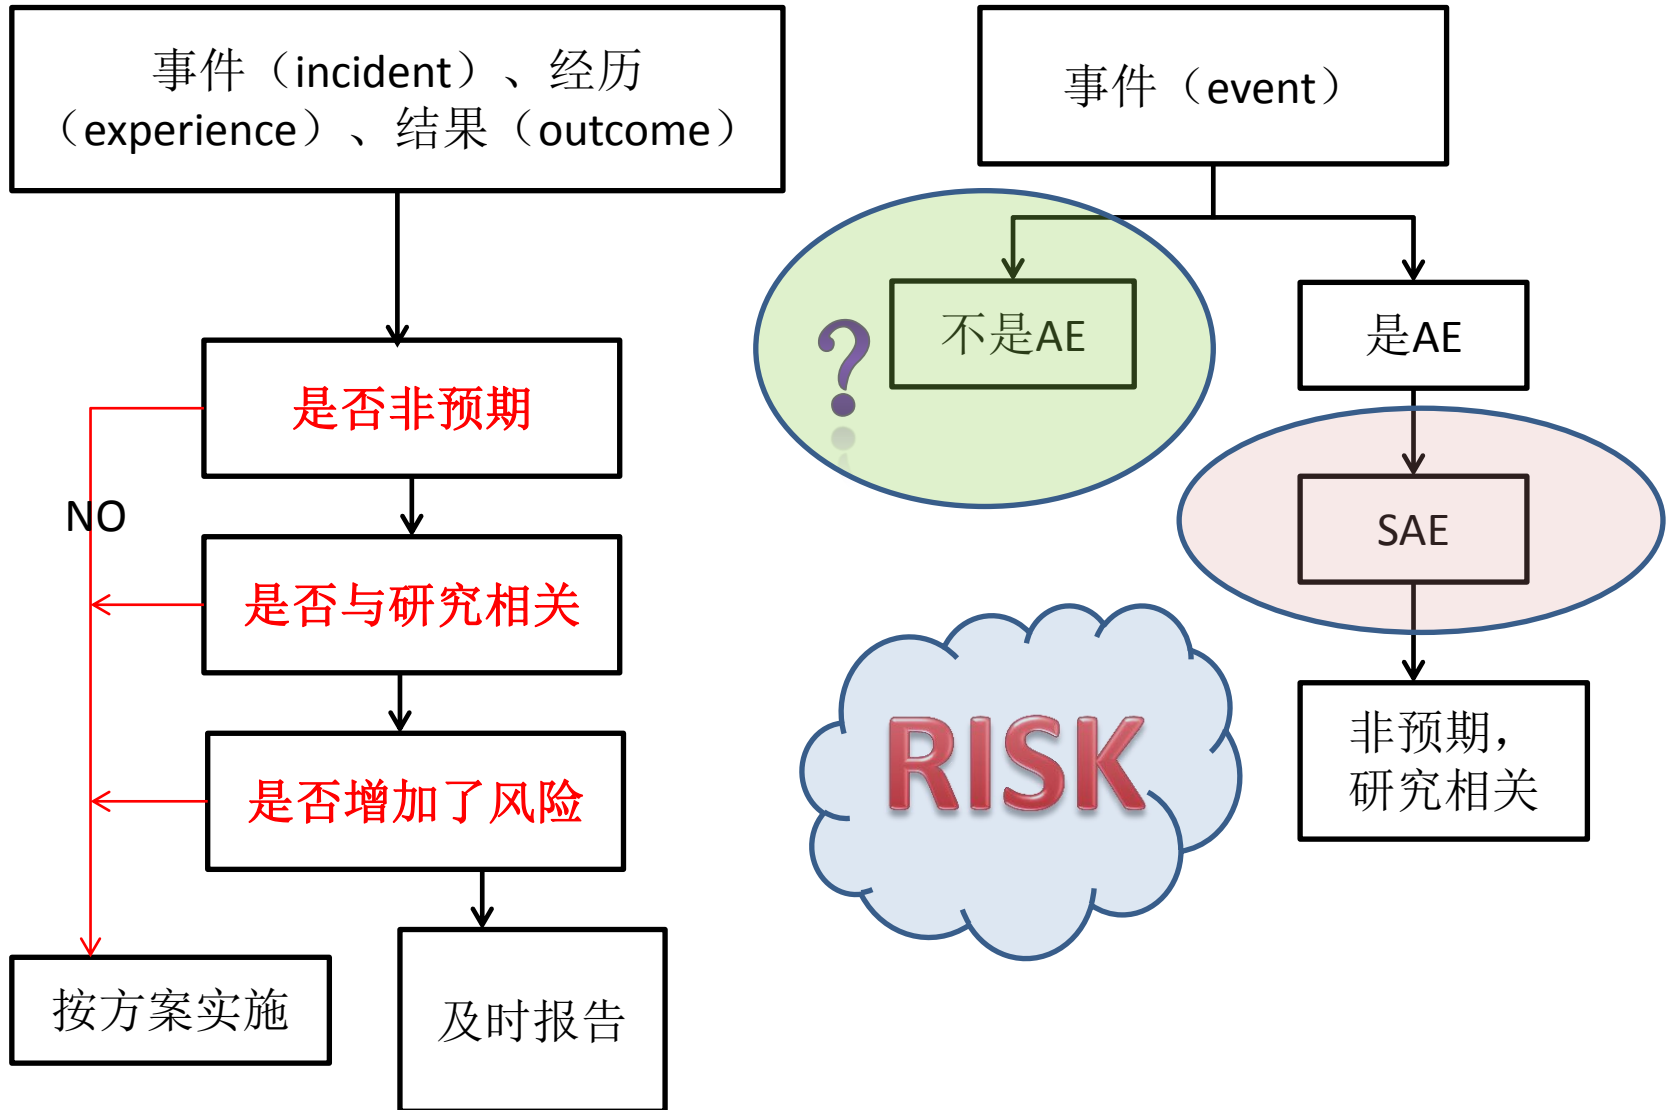 事件（incident）、经历
（experience）、结果（outcome）
是否非预期
NO
是否与研究相关
是否增加了风险
按方案实施
及时报告
事件（event）
?
不是AE
是AE
SAE
非预期，
研究相关
RISK